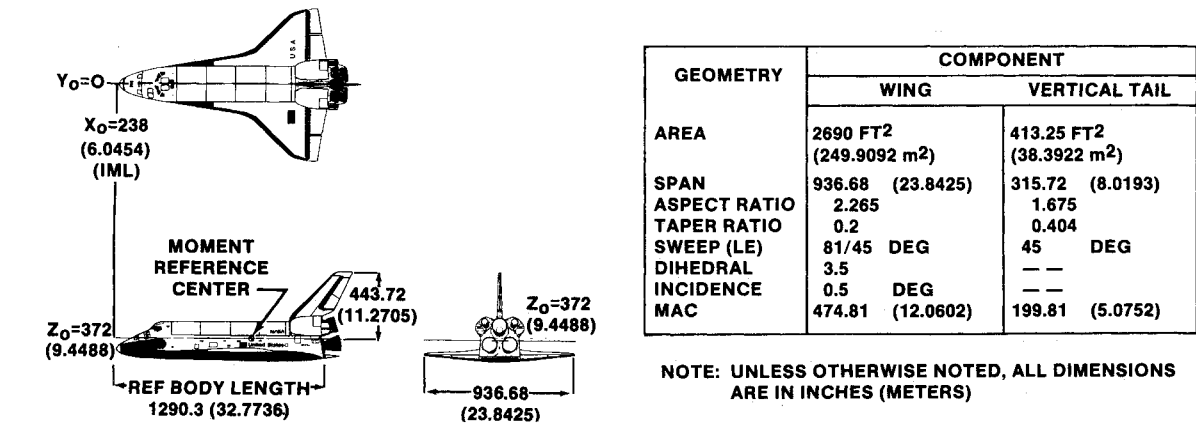 Yo=O
Xo=238
(6.0454)
(IML)
U.S.A
MOMENT
REFERENCE
CENTER
443.72
(11.2705)
Zo=372
(9.4488)
United States
Zo=372
(9.4488)
REF BODY LENGTH
1290.3 (32.7736)
936.68
(23.8425)
GEOMETRY
COMPONENT
WING VERTICAL TAIL
AREA 2690 FT2 413.25 FT2
(249.9092 m2) (38.3922 m2)
SPAN 936.68 (23.8425) 315.72 (8.0193)
ASPECT RATIO 2.265 1.675
TAPER RATIO 0.2 0.404
SWEEP (LE) 81/45 DEG 45 DEG
DIHEDRAL 3.5 — —
INCIDENCE 0.5 DEG — —
MAC 474.81 (12.0602) 199.81 (5.0752)
NOTE: UNLESS OTHERWISE NOTED, ALL DIMENSIONS
ARE IN INCHES (METERS)